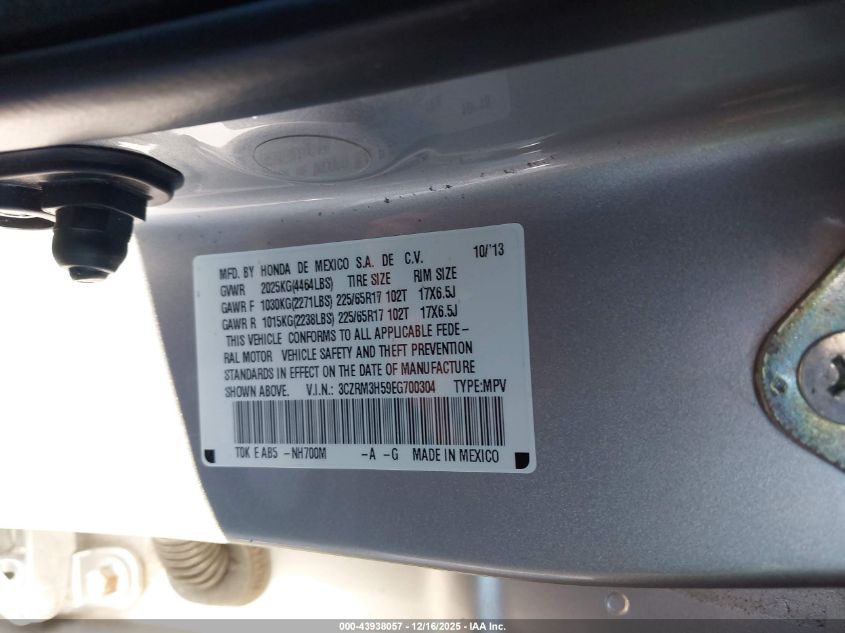 MFD. BY HONDA DE MEXICO S.A. DE C.V. 10/'13
GVWR 2025KG(4464LBS) TIRE SIZE RIM SIZE
GAWR F 1030KG(2271LBS) 225/65R17 102T 17X6.5J
GAWR R 1015KG(2238LBS) 225/65R17 102T 17X6.5J
THIS VEHICLE CONFORMS TO ALL APPLICABLE FEDE-
RAL MOTOR VEHICLE SAFETY AND THEFT PREVENTION
STANDARDS IN EFFECT ON THE DATE OF MANUFACTURE
SHOWN ABOVE. V.I.N.: 3CZRM3H59EG700304 TYPE:MPV
T0K E AB5 -NH700M -A -G MADE IN MEXICO
000-43938057 - 12/16/2025 - IAA Inc.